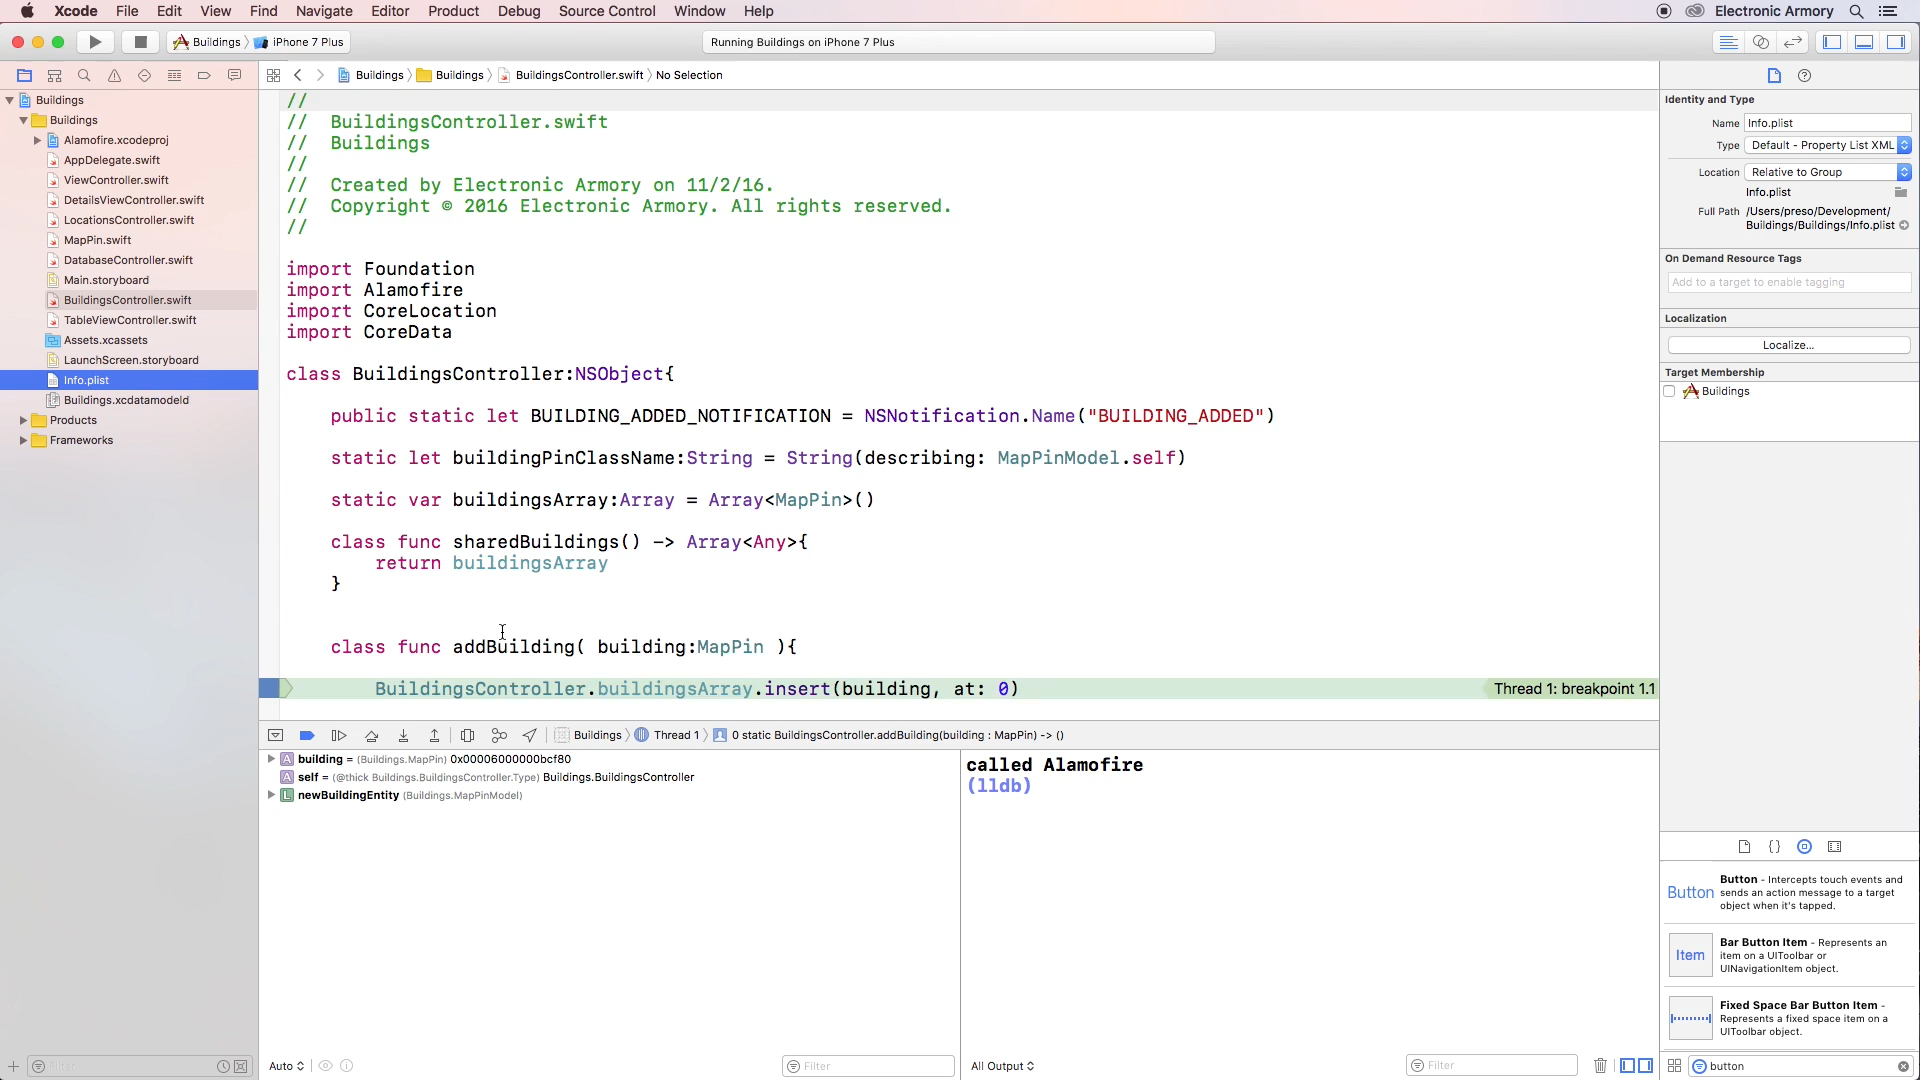 Xcode File Edit View Find Navigate Editor Product Debug Source Control Window Help Electronic Armory
Buildings iPhone 7 Plus Running Buildings on iPhone 7 Plus
Buildings Buildings BuildingsController.swift No Selection
Buildings
Buildings
Alamofire.xcodeproj
AppDelegate.swift
ViewController.swift
DetailsViewController.swift
LocationsController.swift
MapPin.swift
DatabaseController.swift
Main.storyboard
BuildingsController.swift
TableViewController.swift
Assets.xcassets
LaunchScreen.storyboard
Info.plist
Buildings.xcdatamodeld
Products
Frameworks
Filter
//
// BuildingsController.swift
// Buildings
//
// Created by Electronic Armory on 11/2/16.
// Copyright © 2016 Electronic Armory. All rights reserved.
//
import Foundation
import Alamofire
import CoreLocation
import CoreData
class BuildingsController:NSObject{
public static let BUILDING_ADDED_NOTIFICATION = NSNotification.Name("BUILDING_ADDED")
static let buildingPinClassName:String = String(describing: MapPinModel.self)
static var buildingsArray:Array = Array<MapPin>()
class func sharedBuildings() -> Array<Any>{
return buildingsArray
}
class func addBuilding( building:MapPin ){
BuildingsController.buildingsArray.insert(building, at: 0) Thread 1: breakpoint 1.1
Buildings Thread 1 0 static BuildingsController.addBuilding(building : MapPin) -> ()
A building = (Buildings.MapPin) 0x00006000000bcf80
A self = (@thick Buildings.BuildingsController.Type) Buildings.BuildingsController
L newBuildingEntity (Buildings.MapPinModel)
called Alamofire
(lldb)
Auto Filter
All Output Filter
Identity and Type
Name Info.plist
Type Default - Property List XML
Location Relative to Group
Info.plist
Full Path /Users/preso/Development/
Buildings/Buildings/Info.plist
On Demand Resource Tags
Add to a target to enable tagging
Localization
Localize...
Target Membership
Buildings
Button
Button - Intercepts touch events and
sends an action message to a target
object when it's tapped.
Item
Bar Button Item - Represents an
item on a UIToolbar or
UINavigationItem object.
Fixed Space Bar Button Item -
Represents a fixed space item on a
UIToolbar object.
button